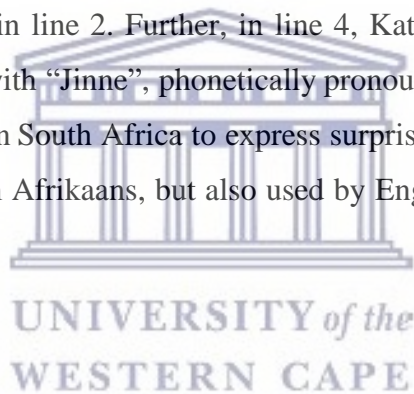 in line 2. Further, in line 4, Kat
with “Jinne”, phonetically pronou
n South Africa to express surpris
n Afrikaans, but also used by Eng
UNIVERSITY of the
WESTERN CAPE